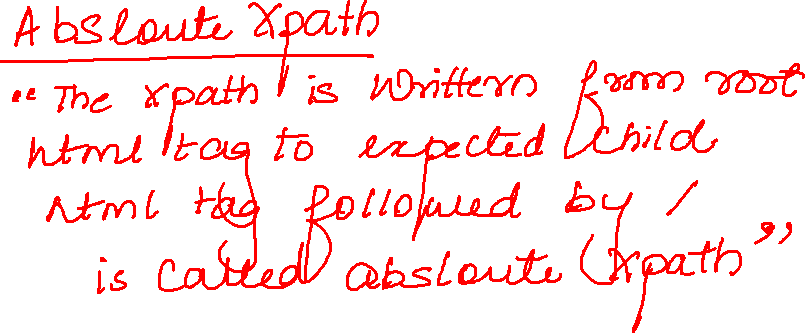 Absloute Xpath
"The xpath is Writtern from root
html tag to expected child
html tag followed by /
is called absloute xpath"